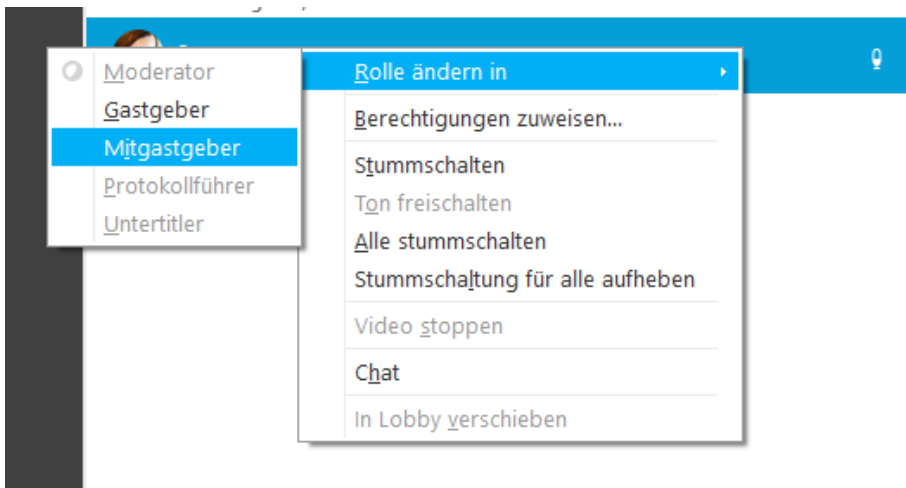 Moderator
Gastgeber
Mitgastgeber
Protokollführer
Untertitler
Rolle ändern in
Berechtigungen zuweisen...
Stummschalten
Ton freischalten
Alle stummschalten
Stummschaltung für alle aufheben
Video stoppen
Chat
In Lobby verschieben